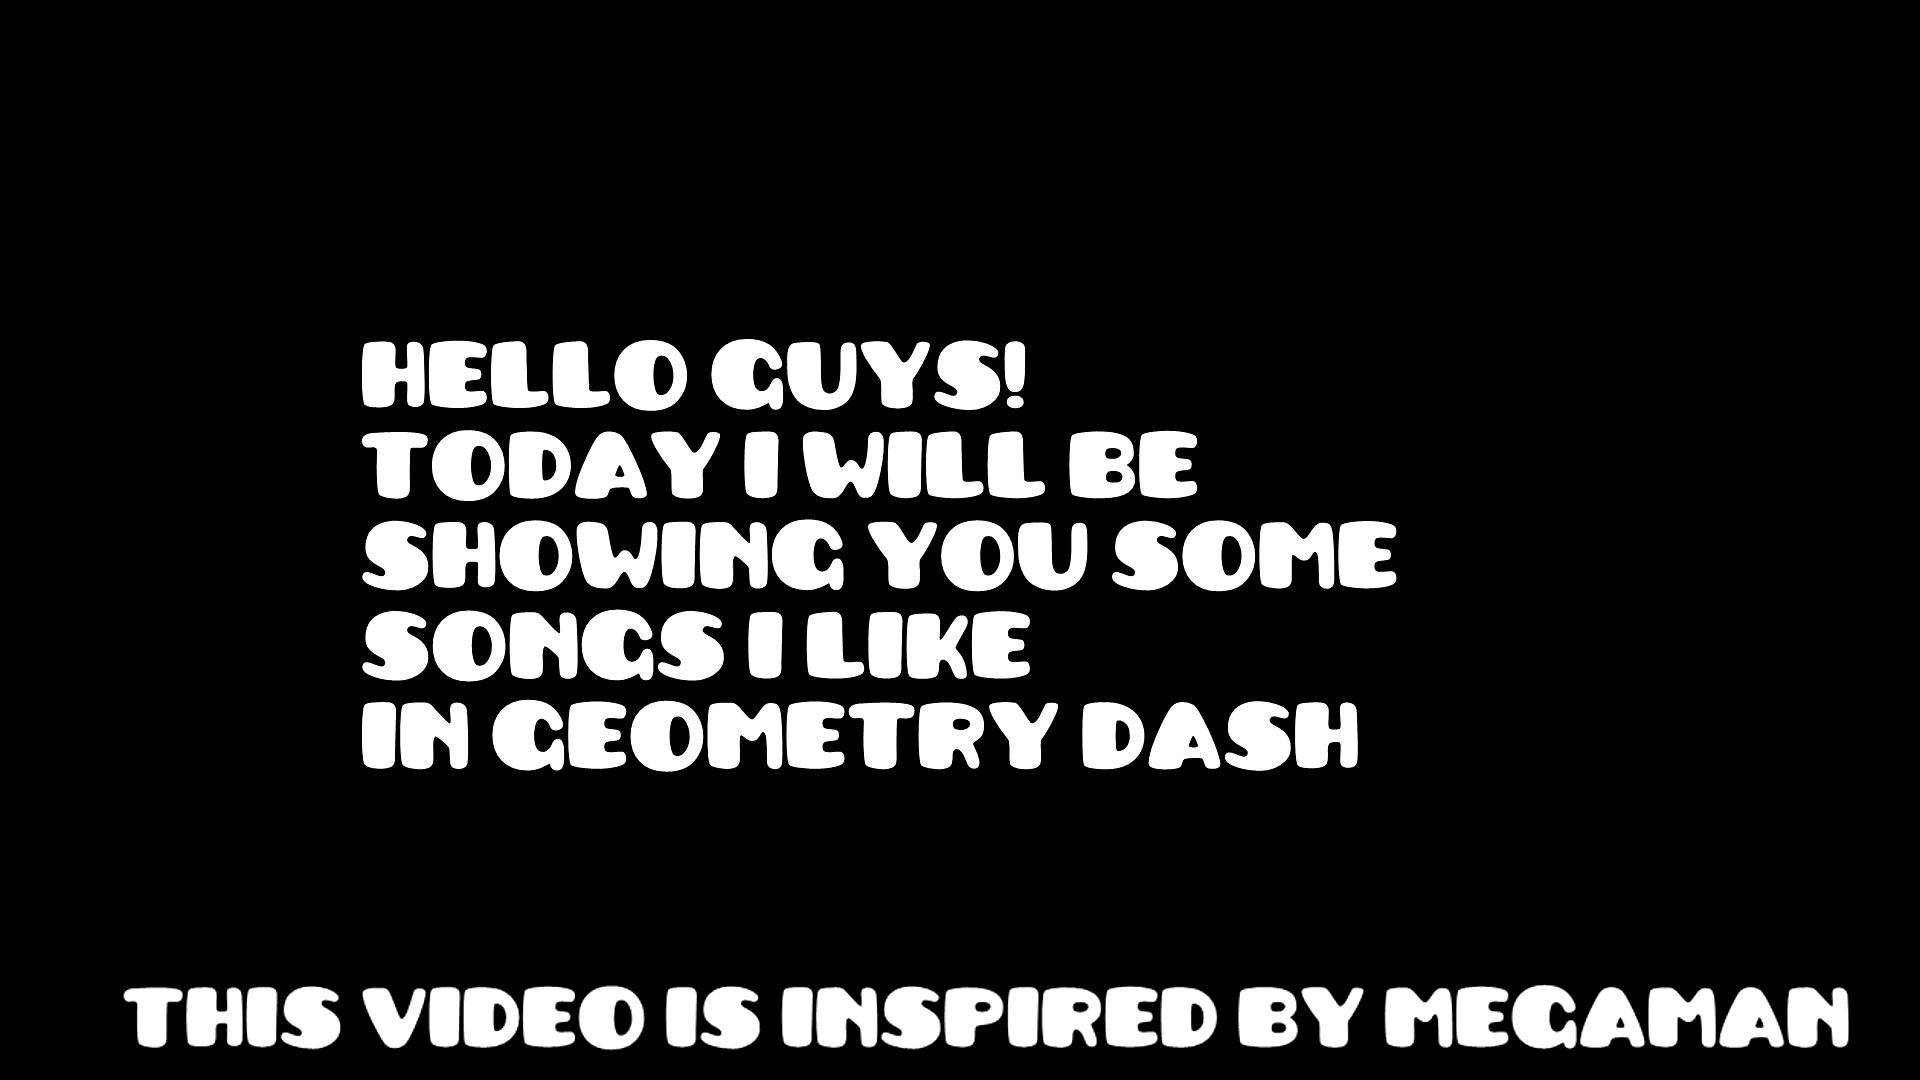 HELLO GUYS!
TODAY I WILL BE
SHOWING YOU SOME
SONGS I LIKE
IN GEOMETRY DASH
THIS VIDEO IS INSPIRED BY MEGAMAN